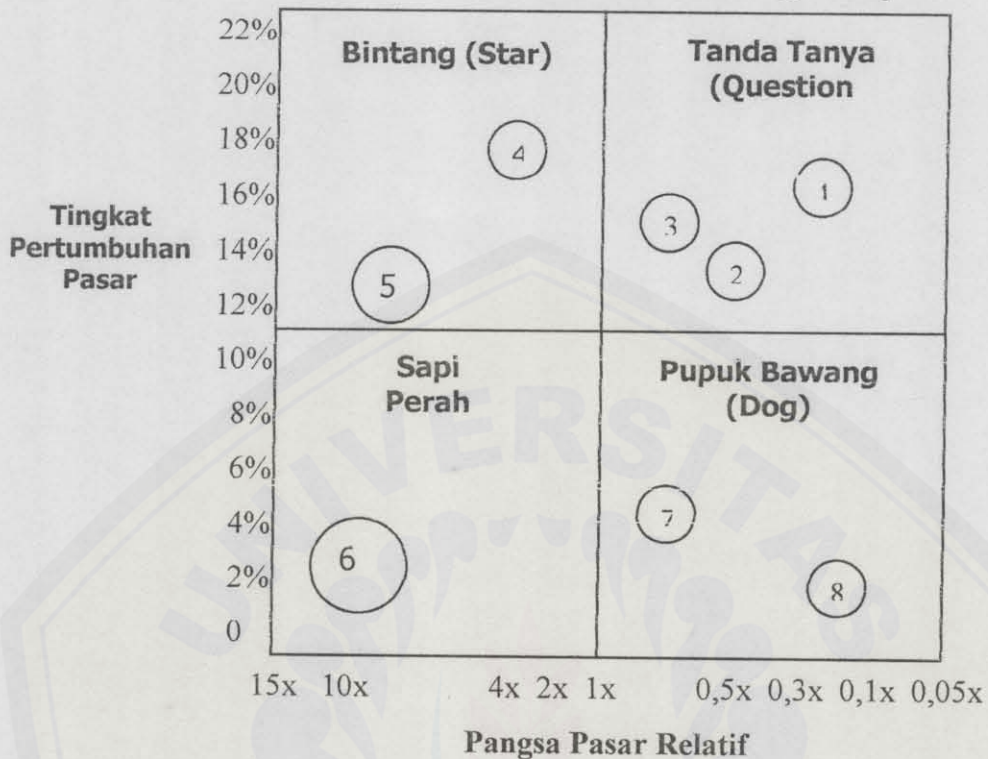 22%
20%
18%
16%
14%
12%
10%
8%
6%
4%
2%
0
Tingkat
Pertumbuhan
Pasar
Bintang (Star)
4
5
Tanda Tanya
(Question
1
3
2
Sapi
Perah
6
Pupuk Bawang
(Dog)
7
8
15x 10x 4x 2x 1x 0,5x 0,3x 0,1x 0,05x
Pangsa Pasar Relatif
UNIVERSITAS